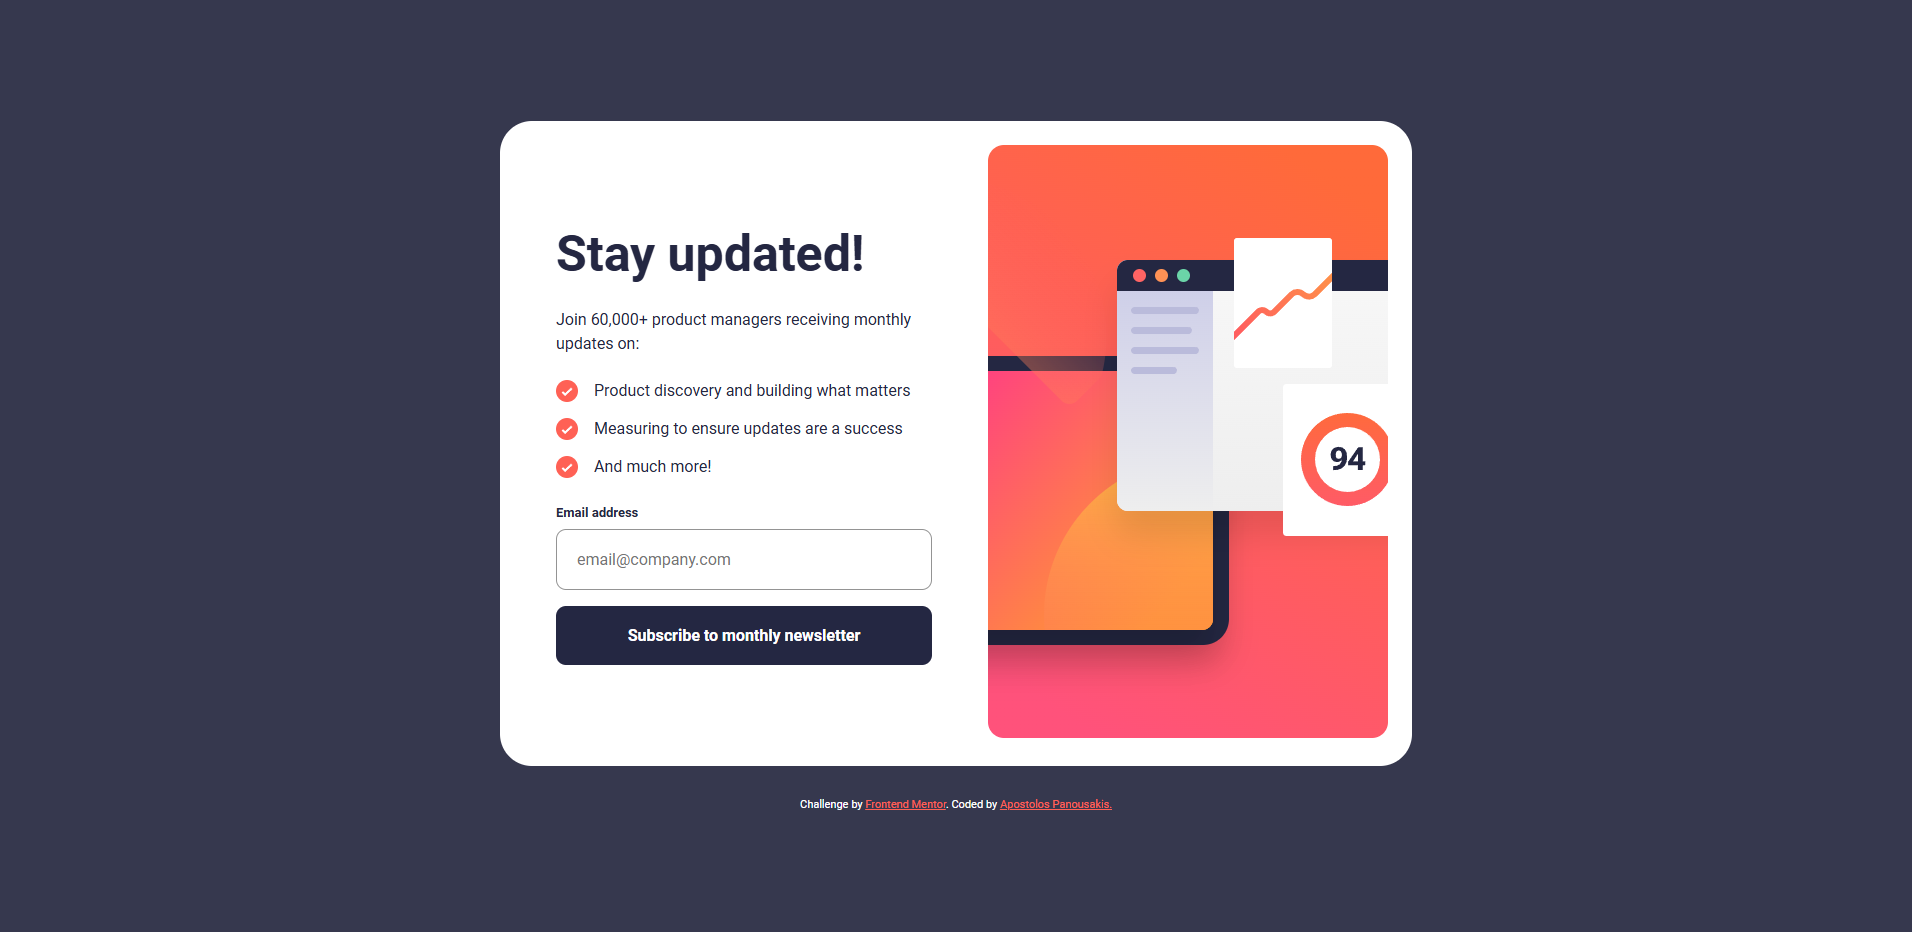 Stay updated!
Join 60,000+ product managers receiving monthly
updates on:
Product discovery and building what matters
Measuring to ensure updates are a success
And much more!
Email address
email@company.com
Subscribe to monthly newsletter
94
Challenge by Frontend Mentor. Coded by Apostolos Panousakis.